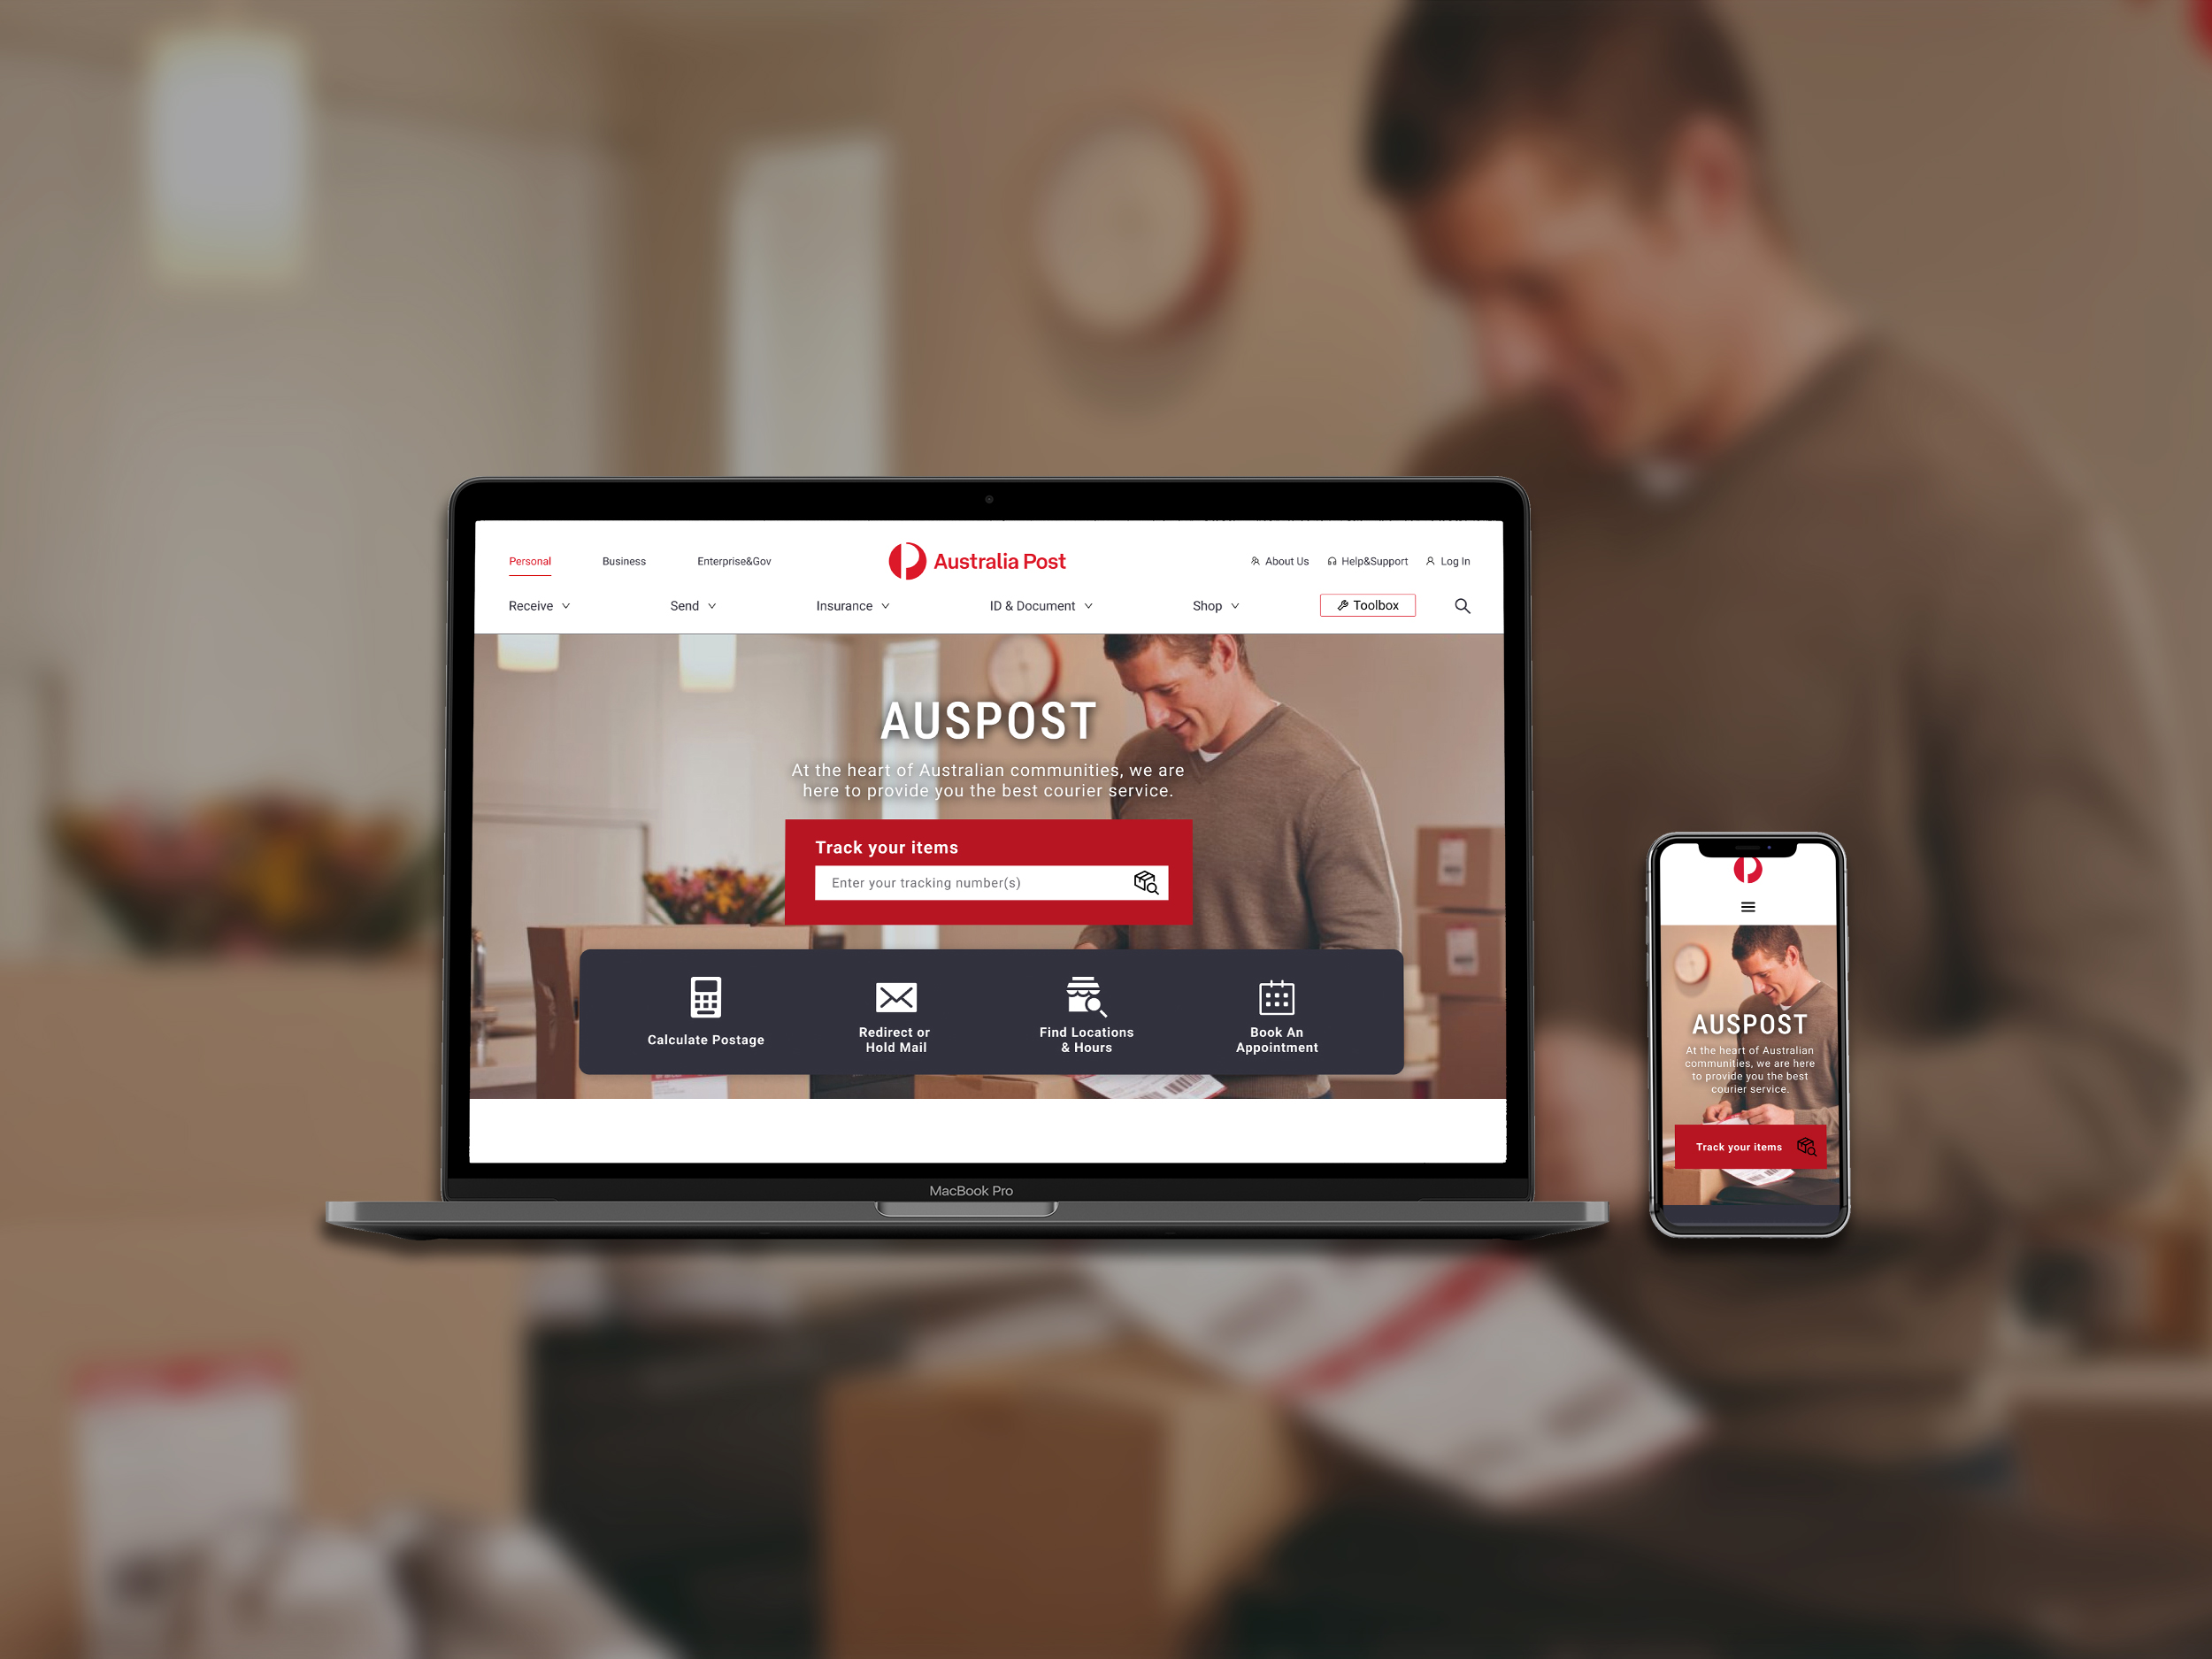 Personal
Business
Enterprise&Gov
Australia Post
About Us
Help&Support
Log In
Receive
Send
Insurance
ID & Document
Shop
Toolbox
AUSPOST
At the heart of Australian communities, we are
here to provide you the best courier service.
Track your items
Enter your tracking number(s)
Calculate Postage
Redirect or
Hold Mail
Find Locations
& Hours
Book An
Appointment
MacBook Pro
AUSPOST
At the heart of Australian
communities, we are here
to provide you the best
courier service.
Track your items